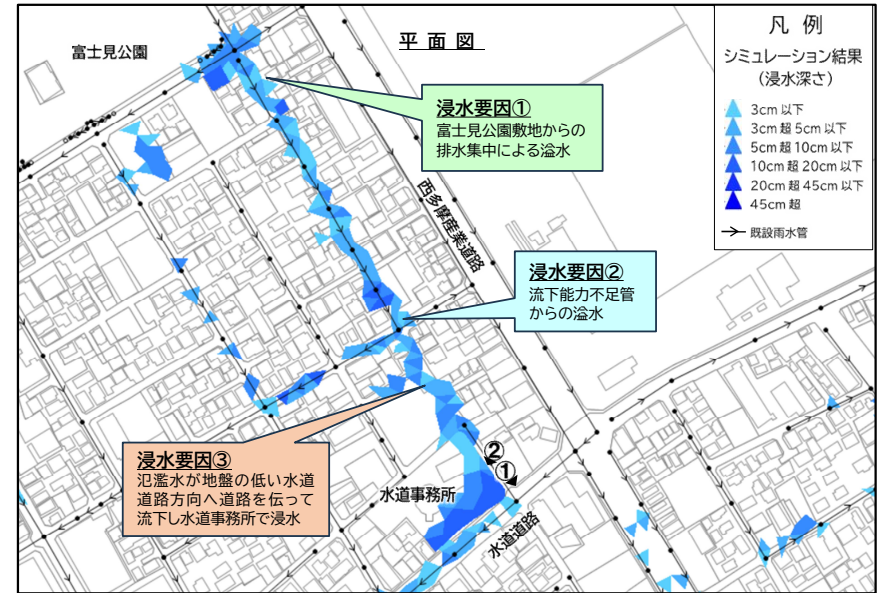 平面図
富士見公園
浸水要因①
富士見公園敷地からの
排水集中による溢水
西多摩産業道路
浸水要因②
流下能力不足管
からの溢水
浸水要因③
氾濫水が地盤の低い水道
道路方向へ道路を伝って
流下し水道事務所で浸水
②
①
水道事務所
水道道路
凡 例
シミュレーション結果
（浸水深さ）
3cm 以下
3cm 超 5cm 以下
5cm 超 10cm 以下
10cm 超 20cm 以下
20cm 超 45cm 以下
45cm 超
既設雨水管